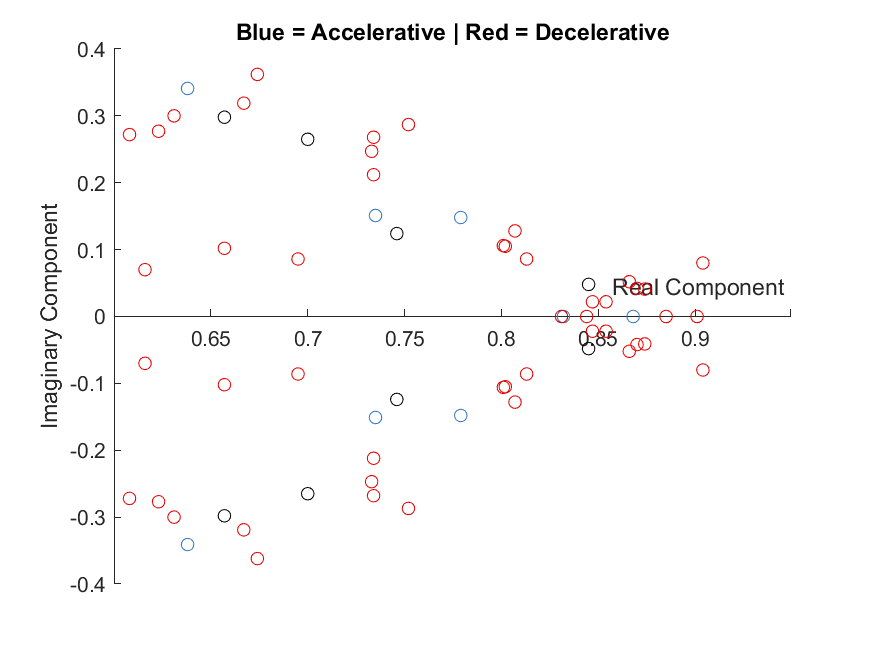 Blue = Accelerative | Red = Decelerative
0.4
0.3
0.2
0.1
0
-0.1
-0.2
-0.3
-0.4
Imaginary Component
Real Component
0.65 0.7 0.75 0.8 0.85 0.9